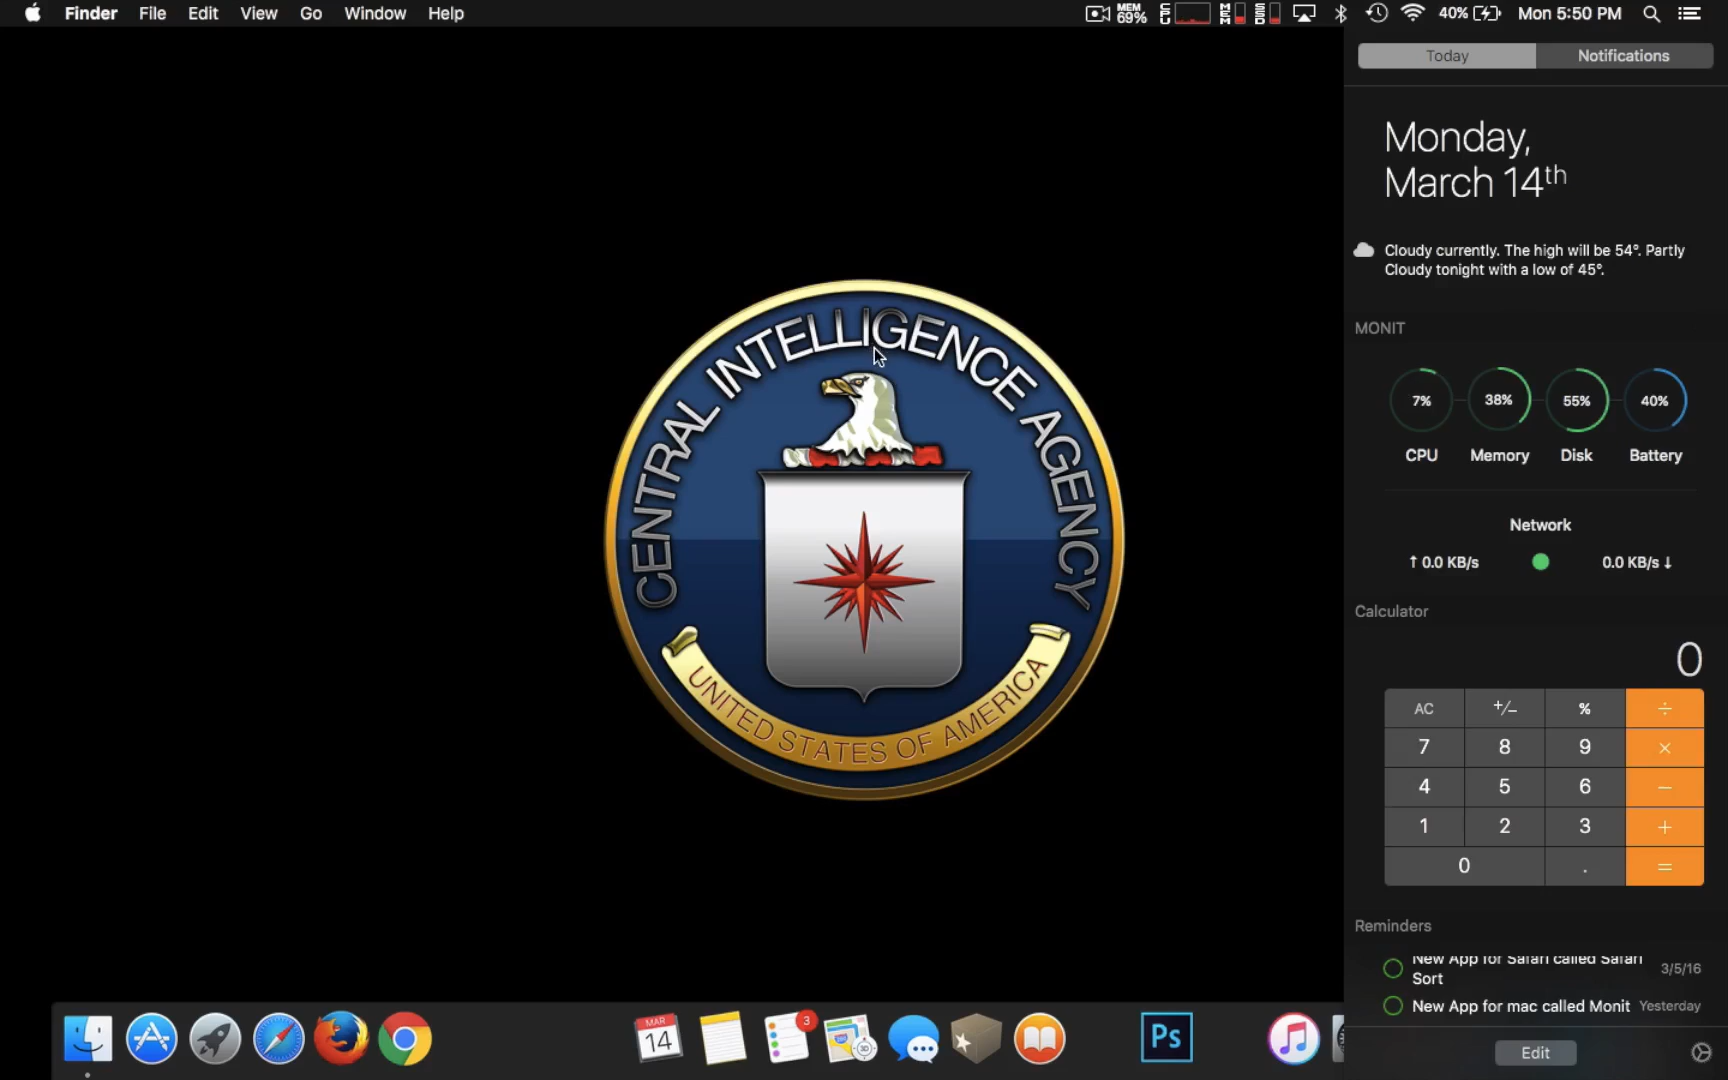 Finder File Edit View Go Window Help
MEM 69% CPU MEM SSD 40% Mon 5:50 PM
Today Notifications
Monday,
March 14th
Cloudy currently. The high will be 54°. Partly
Cloudy tonight with a low of 45°.
MONIT
7% 38% 55% 40%
CPU Memory Disk Battery
Network
↑ 0.0 KB/s 0.0 KB/s ↓
Calculator
0
AC +/− % ÷
7 8 9 ×
4 5 6 −
1 2 3 +
0 . =
Reminders
New App for Safari called Safari
Sort 3/5/16
New App for mac called Monit Yesterday
Edit
CENTRAL INTELLIGENCE AGENCY
UNITED STATES OF AMERICA
MAR
14
3
3D
Ps